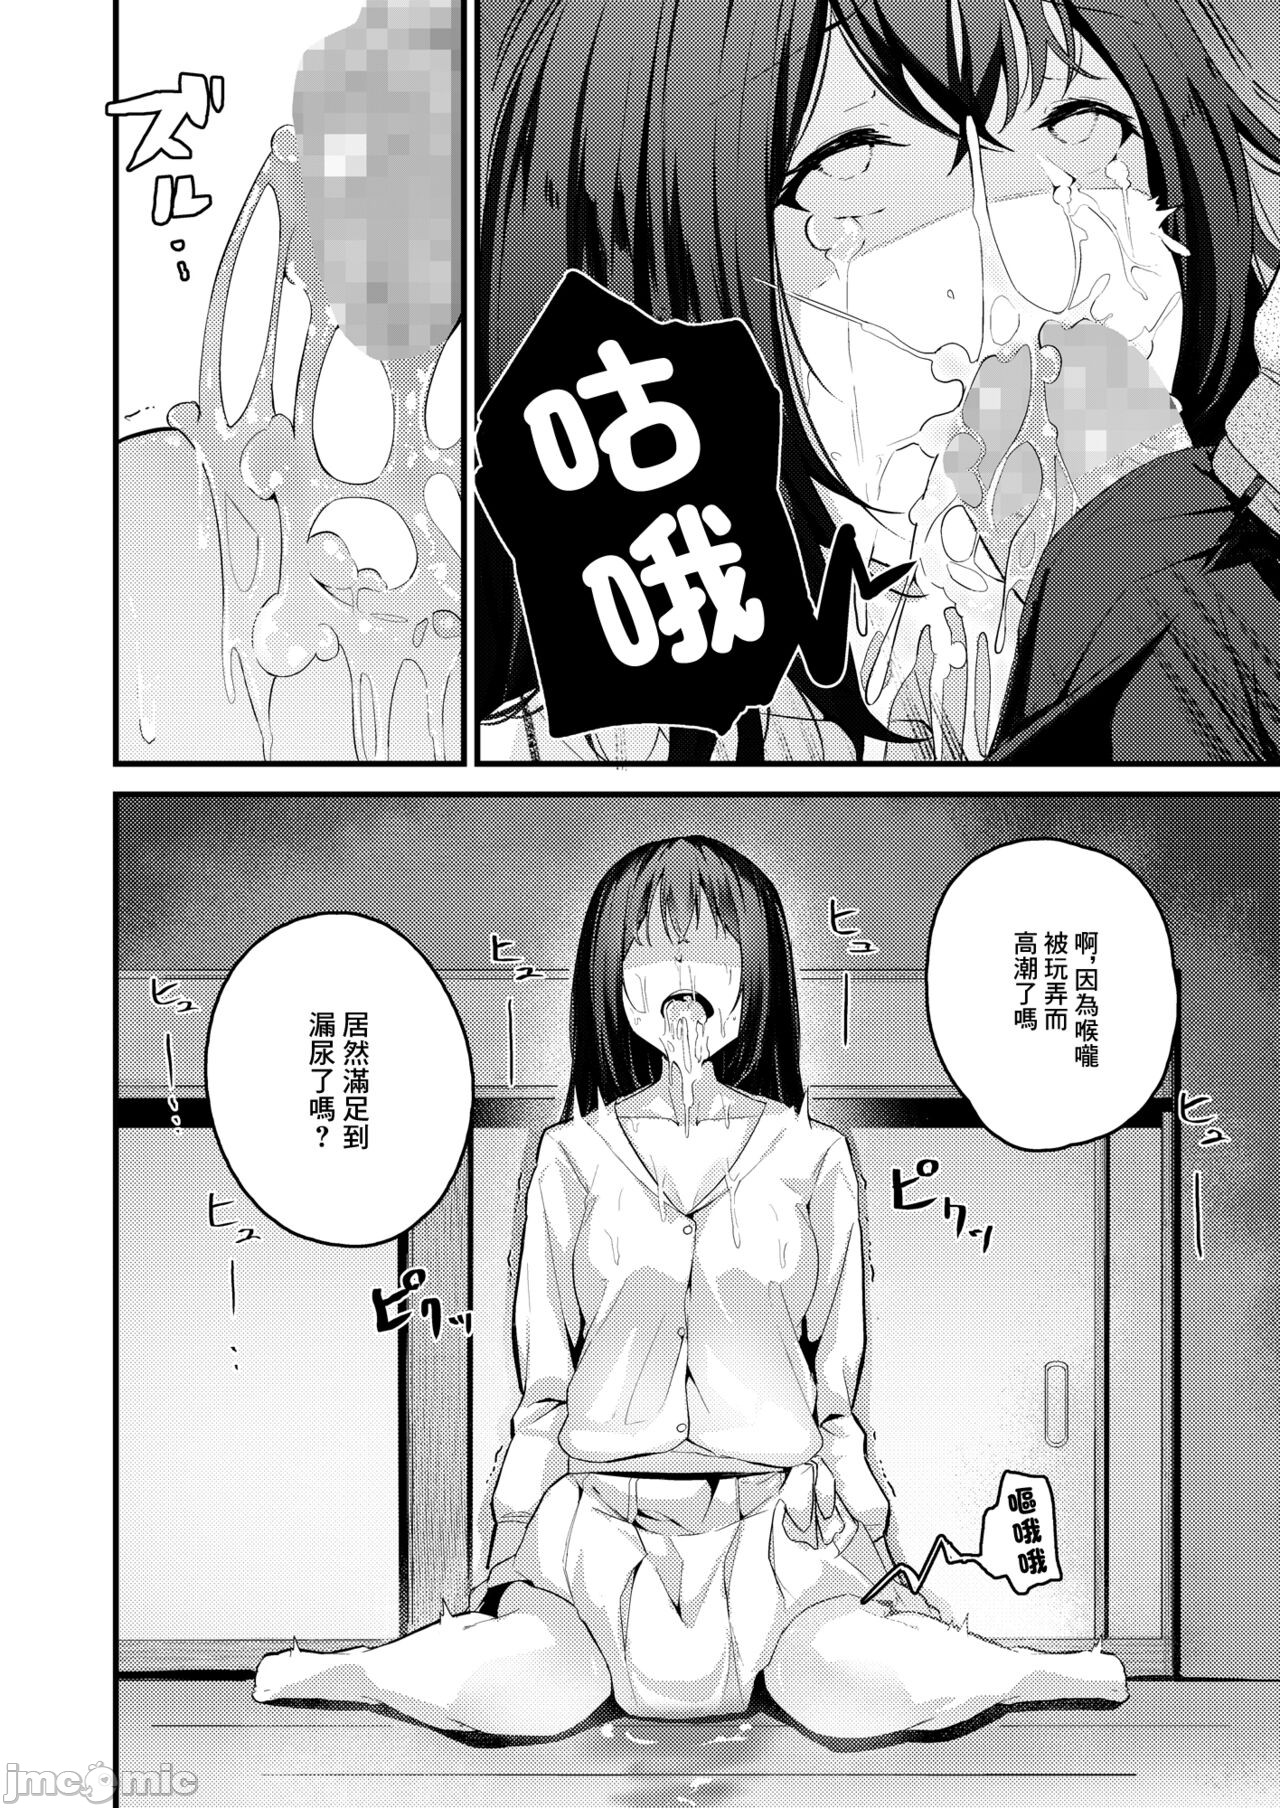 咕
哦
ズル…
啊,因為喉嚨
被玩弄而
高潮了嗎
居然滿足到
漏尿了嗎？
ヒュー
ヒュー
ヒュー…
ヒュー
ヒュー…
ピクッ
ピクッ
嘔哦哦
jmcomic